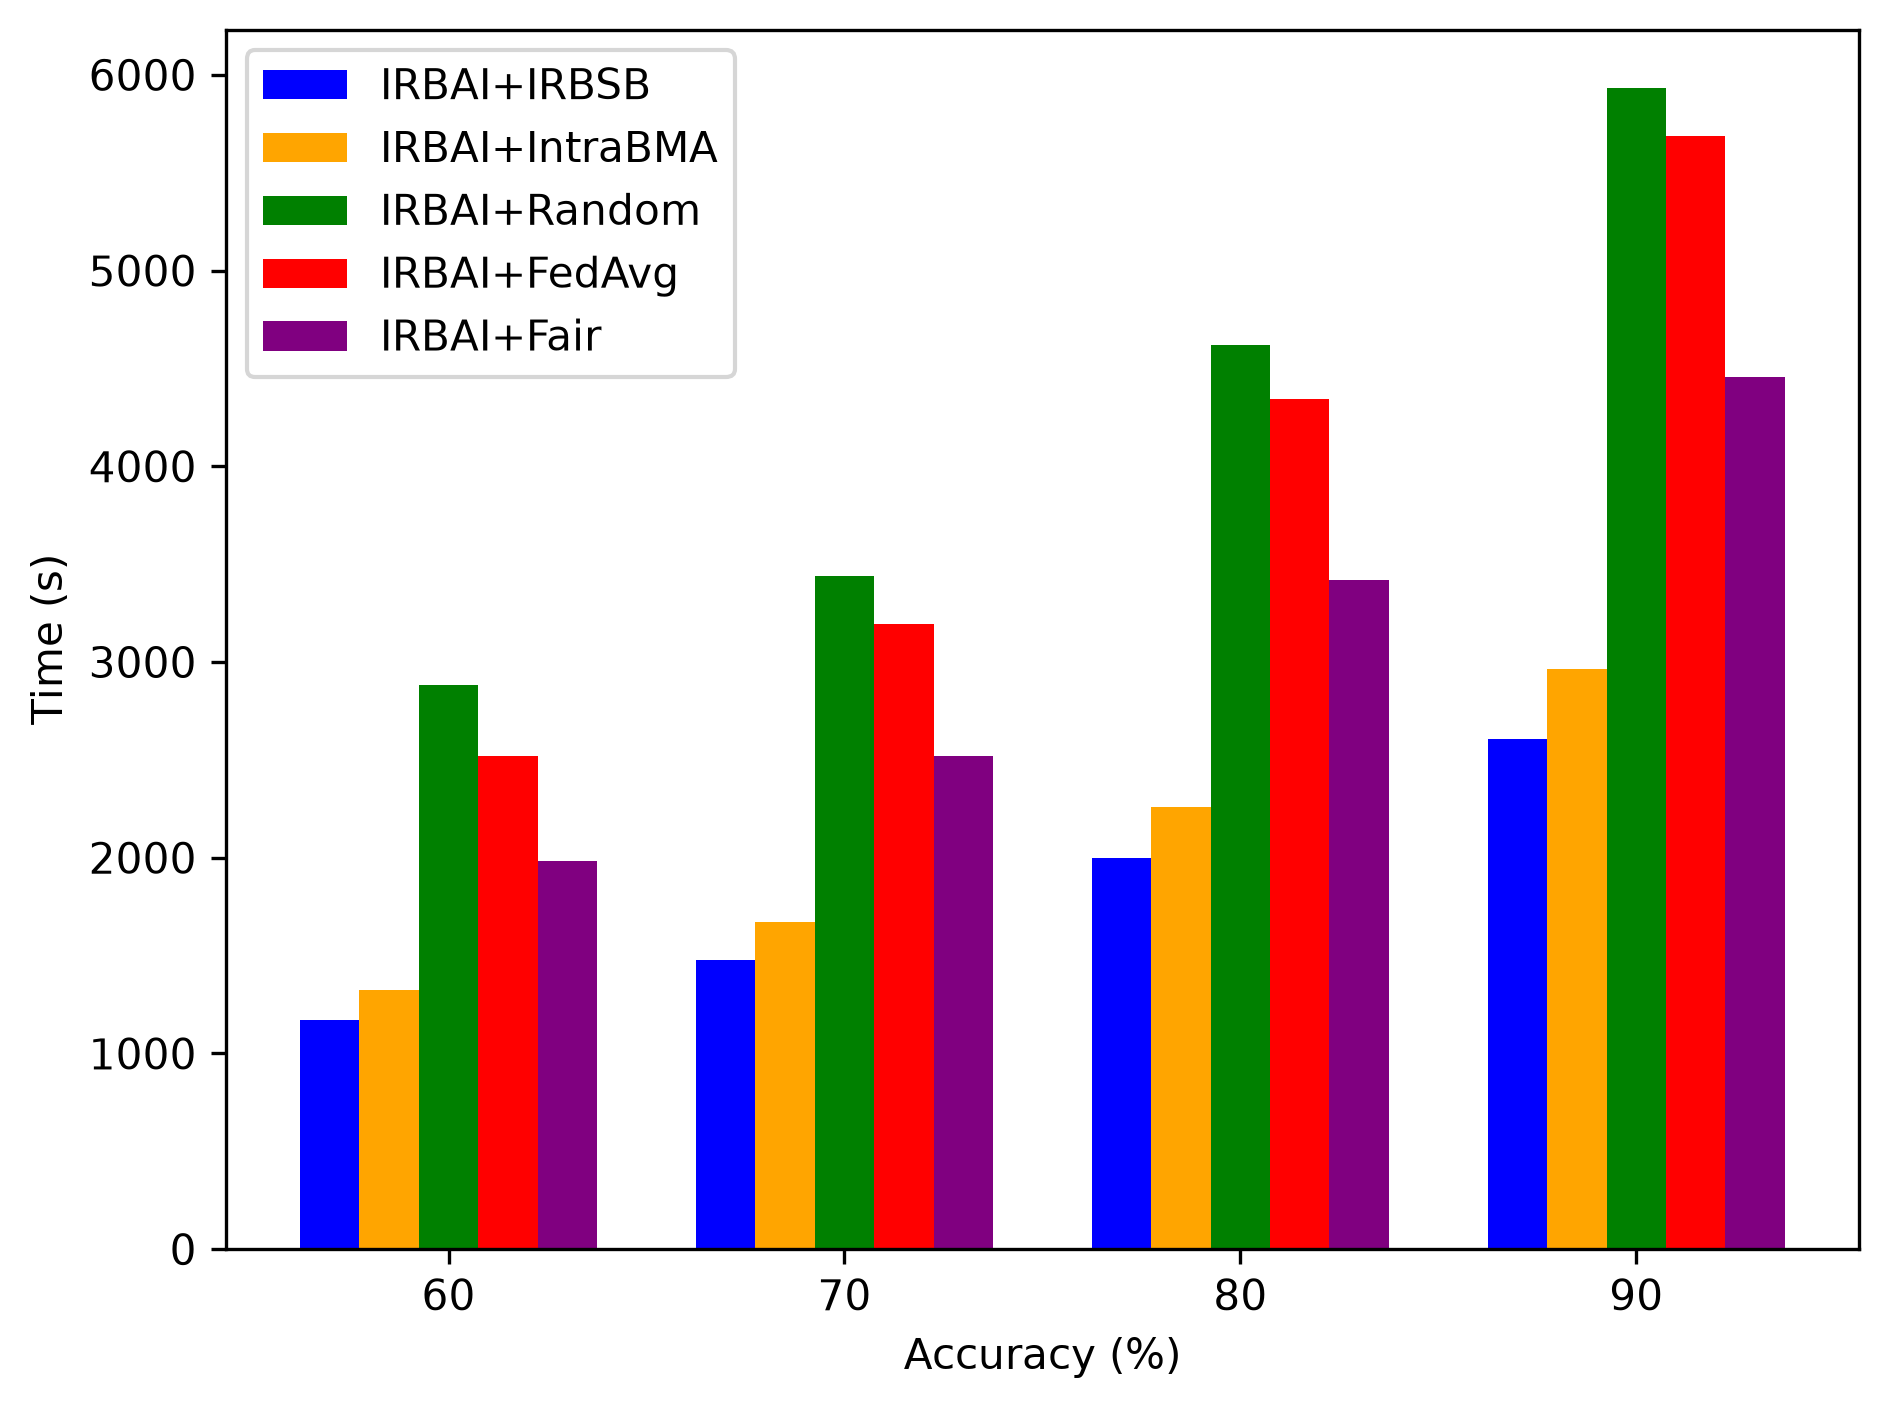 IRBAI+IRBSB
IRBAI+IntraBMA
IRBAI+Random
IRBAI+FedAvg
IRBAI+Fair
6000
5000
4000
3000
2000
1000
0
Time (s)
60 70 80 90
Accuracy (%)